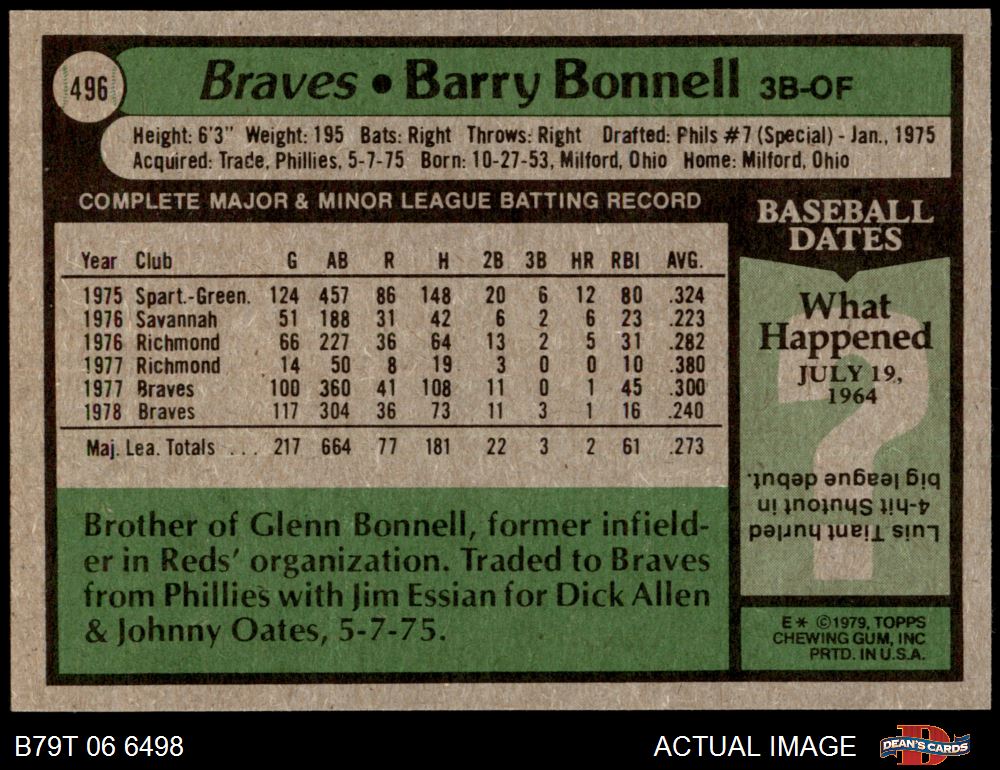 496
Braves • Barry Bonnell 3B-OF
Height: 6'3" Weight: 195 Bats: Right Throws: Right Drafted: Phils #7 (Special) - Jan., 1975
Acquired: Trade, Phillies, 5-7-75 Born: 10-27-53, Milford, Ohio Home: Milford, Ohio
COMPLETE MAJOR & MINOR LEAGUE BATTING RECORD
Year Club G AB R H 2B 3B HR RBI AVG.
1975 Spart.-Green. 124 457 86 148 20 6 12 80 .324
1976 Savannah 51 188 31 42 6 2 6 23 .223
1976 Richmond 66 227 36 64 13 2 5 31 .282
1977 Richmond 14 50 8 19 3 0 0 10 .380
1977 Braves 100 360 41 108 11 0 1 45 .300
1978 Braves 117 304 36 73 11 3 1 16 .240
Maj. Lea. Totals ... 217 664 77 181 22 3 2 61 .273
Brother of Glenn Bonnell, former infield-
er in Reds' organization. Traded to Braves
from Phillies with Jim Essian for Dick Allen
& Johnny Oates, 5-7-75.
BASEBALL
DATES
What
Happened
JULY 19,
1964
?
Luis Tiant hurled
4-hit Shutout in
big league debut.
E* ©1979, TOPPS
CHEWING GUM, INC
PRTD. IN U.S.A.
B79T 06 6498
ACTUAL IMAGE
D
DEAN'S CARDS